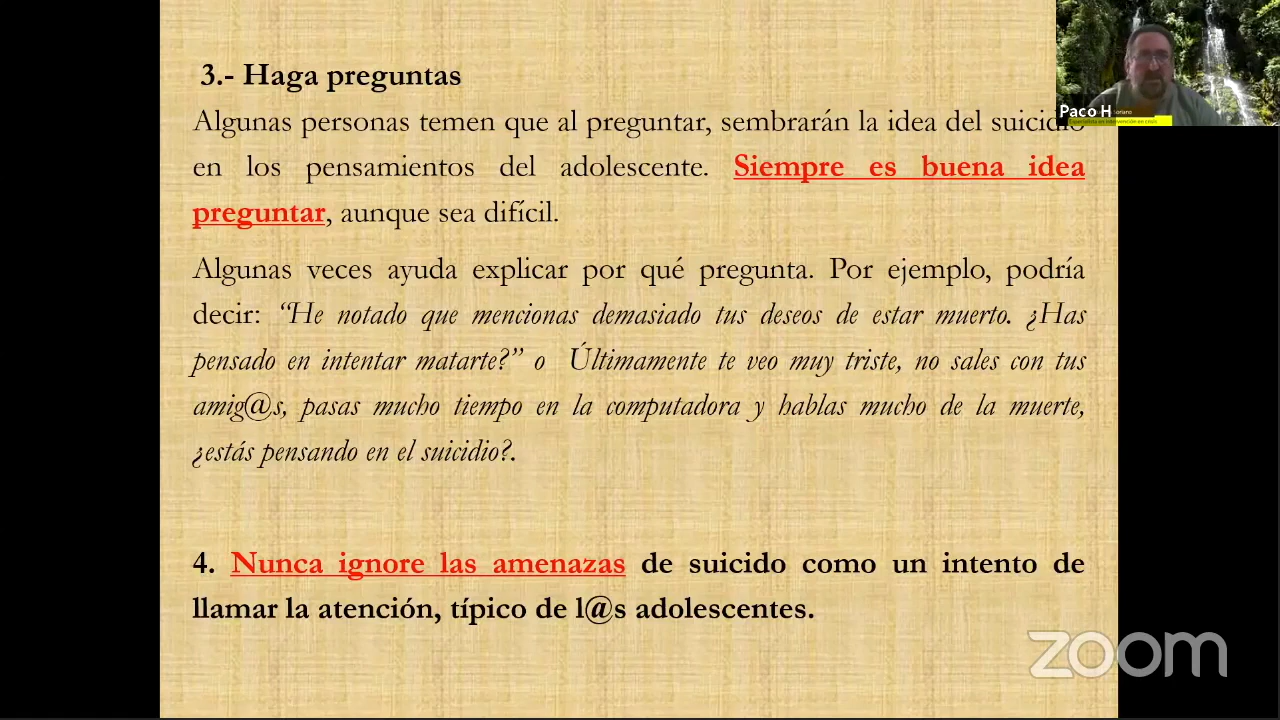 3.- Haga preguntas
Algunas personas temen que al preguntar, sembrarán la idea del suicidio
en los pensamientos del adolescente. Siempre es buena idea
preguntar, aunque sea difícil.
Algunas veces ayuda explicar por qué pregunta. Por ejemplo, podría
decir: “He notado que mencionas demasiado tus deseos de estar muerto. ¿Has
pensado en intentar matarte?” o Últimamente te veo muy triste, no sales con tus
amig@s, pasas mucho tiempo en la computadora y hablas mucho de la muerte,
¿estás pensando en el suicidio?.
4. Nunca ignore las amenazas de suicido como un intento de
llamar la atención, típico de l@s adolescentes.
Paco H
zoom